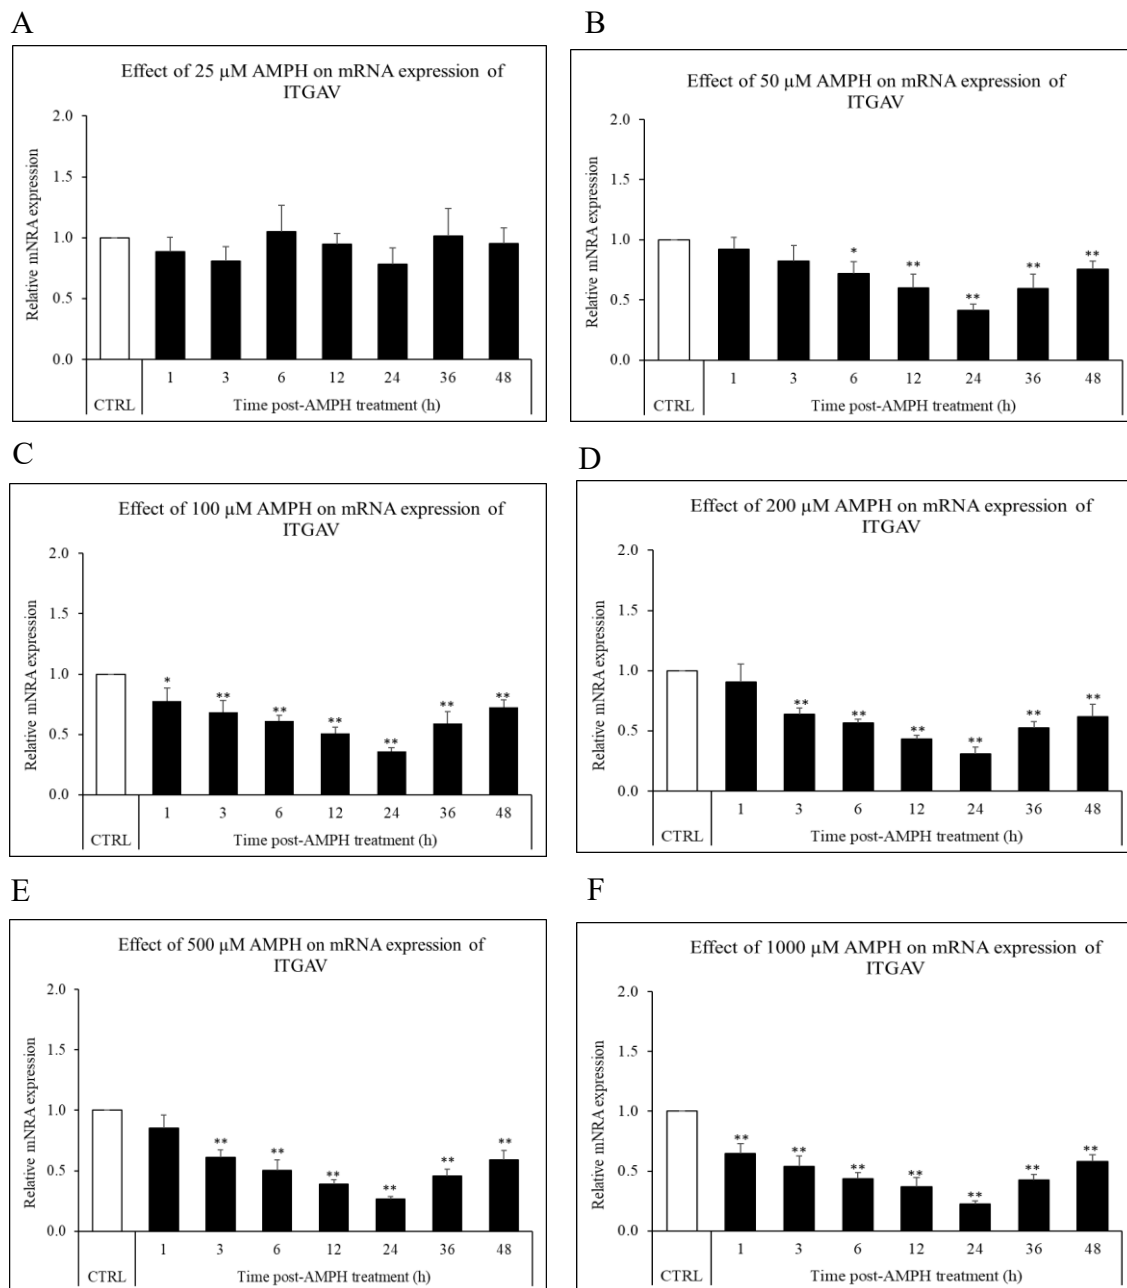 A
Effect of 25 µM AMPH on mRNA expression of
ITGAV
Relative mNRA expression
2.0
1.5
1.0
0.5
0.0
1 3 6 12 24 36 48
CTRL Time post-AMPH treatment (h)
B
Effect of 50 µM AMPH on mRNA expression of
ITGAV
Relative mNRA expression
2.0
1.5
1.0
0.5
0.0
* ** ** ** **
1 3 6 12 24 36 48
CTRL Time post-AMPH treatment (h)
C
Effect of 100 µM AMPH on mRNA expression of
ITGAV
Relative mNRA expression
2.0
1.5
1.0
0.5
0.0
* ** ** ** ** ** **
1 3 6 12 24 36 48
CTRL Time post-AMPH treatment (h)
D
Effect of 200 µM AMPH on mRNA expression of
ITGAV
Relative mNRA expression
2.0
1.5
1.0
0.5
0.0
** ** ** ** ** **
1 3 6 12 24 36 48
CTRL Time post-AMPH treatment (h)
E
Effect of 500 µM AMPH on mRNA expression of
ITGAV
Relative mNRA expression
2.0
1.5
1.0
0.5
0.0
** ** ** ** ** **
1 3 6 12 24 36 48
CTRL Time post-AMPH treatment (h)
F
Effect of 1000 µM AMPH on mRNA expression of
ITGAV
Relative mNRA expression
2.0
1.5
1.0
0.5
0.0
** ** ** ** ** ** **
1 3 6 12 24 36 48
CTRL Time post-AMPH treatment (h)